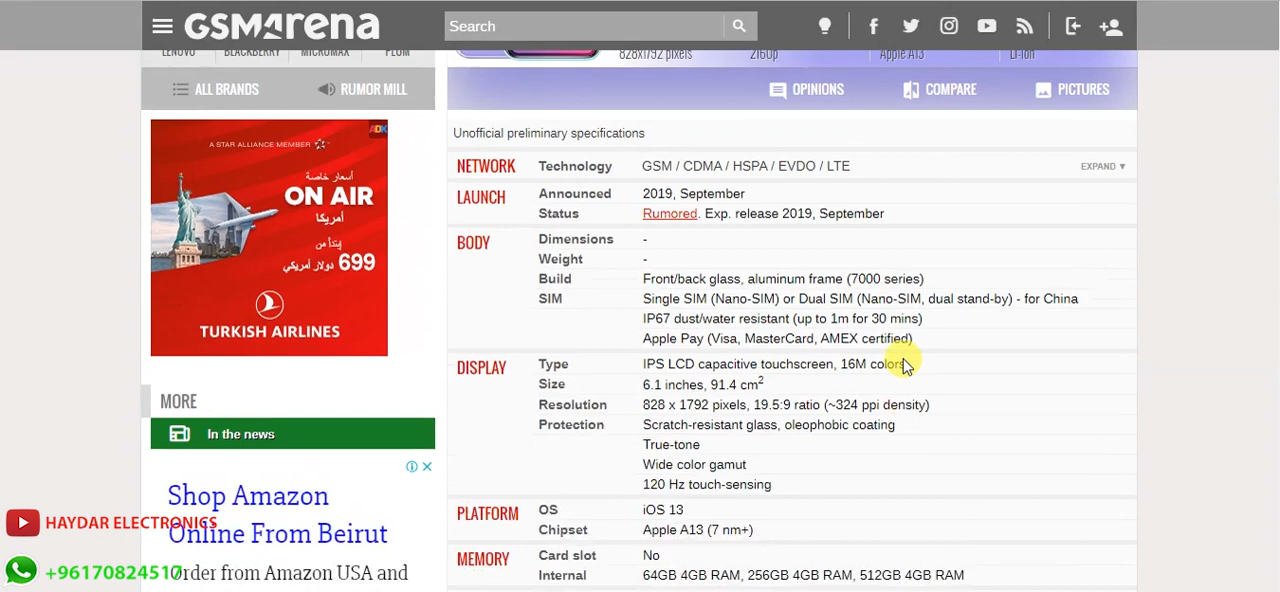 GSMArena
Search
LENOVO BLACKBERRY MICROMAX PLUM
828x1792 pixels 2160p Apple A13 Li-Ion
ALL BRANDS RUMOR MILL
OPINIONS COMPARE PICTURES
ADK
A STAR ALLIANCE MEMBER
أسعار خاصة
ON AIR
أمريكا
إبتدأ من
699 دولار أمريكي
TURKISH AIRLINES
MORE
In the news
Shop Amazon
Online From Beirut
Order from Amazon USA and
HAYDAR ELECTRONICS
+96170824517
Unofficial preliminary specifications
NETWORK Technology GSM / CDMA / HSPA / EVDO / LTE EXPAND ▼
LAUNCH Announced 2019, September
Status Rumored. Exp. release 2019, September
BODY Dimensions -
Weight -
Build Front/back glass, aluminum frame (7000 series)
SIM Single SIM (Nano-SIM) or Dual SIM (Nano-SIM, dual stand-by) - for China
IP67 dust/water resistant (up to 1m for 30 mins)
Apple Pay (Visa, MasterCard, AMEX certified)
DISPLAY Type IPS LCD capacitive touchscreen, 16M colors
Size 6.1 inches, 91.4 cm²
Resolution 828 x 1792 pixels, 19.5:9 ratio (~324 ppi density)
Protection Scratch-resistant glass, oleophobic coating
True-tone
Wide color gamut
120 Hz touch-sensing
PLATFORM OS iOS 13
Chipset Apple A13 (7 nm+)
MEMORY Card slot No
Internal 64GB 4GB RAM, 256GB 4GB RAM, 512GB 4GB RAM